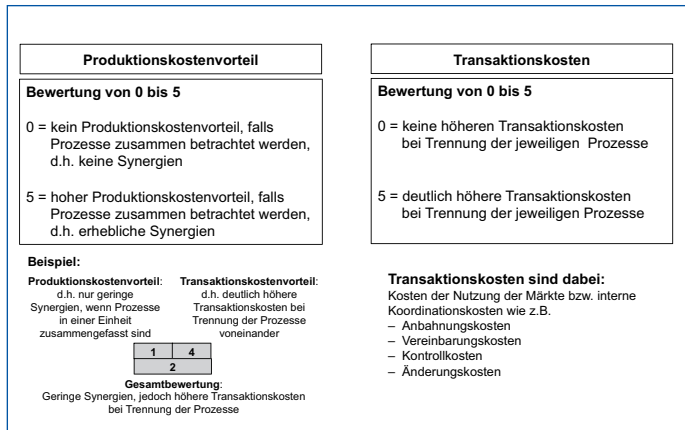 Produktionskostenvorteil
Bewertung von 0 bis 5
0 = kein Produktionskostenvorteil, falls
Prozesse zusammen betrachtet werden,
d.h. keine Synergien
5 = hoher Produktionskostenvorteil, falls
Prozesse zusammen betrachtet werden,
d.h. erhebliche Synergien
Transaktionskosten
Bewertung von 0 bis 5
0 = keine höheren Transaktionskosten
bei Trennung der jeweiligen Prozesse
5 = deutlich höhere Transaktionskosten
bei Trennung der jeweiligen Prozesse
Beispiel:
Produktionskostenvorteil:
d.h. nur geringe
Synergien, wenn Prozesse
in einer Einheit
zusammengefasst sind
Transaktionskostenvorteil:
d.h. deutlich höhere
Transaktionskosten bei
Trennung der Prozesse
voneinander
1 4
2
Gesamtbewertung:
Geringe Synergien, jedoch höhere Transaktionskosten
bei Trennung der Prozesse
Transaktionskosten sind dabei:
Kosten der Nutzung der Märkte bzw. interne
Koordinationskosten wie z.B.
– Anbahnungskosten
– Vereinbarungskosten
– Kontrollkosten
– Änderungskosten